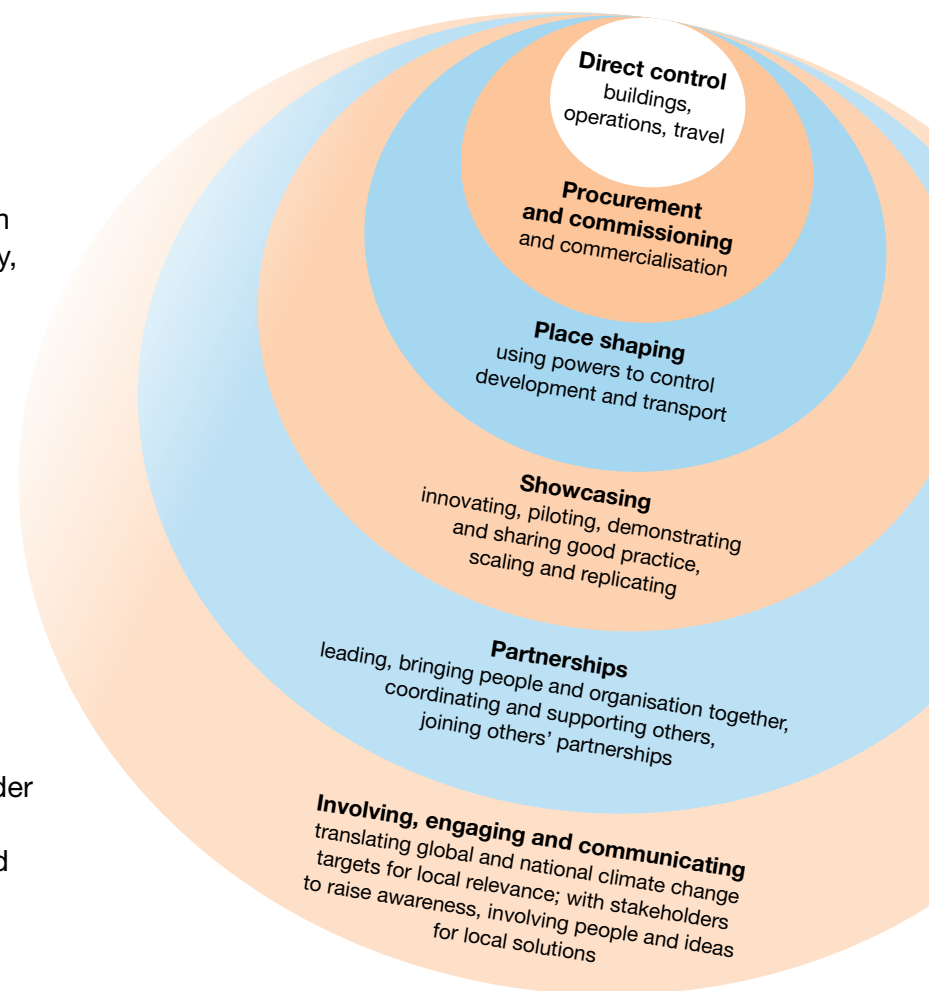 Direct control
buildings,
operations, travel
Procurement
and commissioning
and commercialisation
Place shaping
using powers to control
development and transport
Showcasing
innovating, piloting, demonstrating
and sharing good practice,
scaling and replicating
Partnerships
leading, bringing people and organisation together,
coordinating and supporting others,
joining others’ partnerships
Involving, engaging and communicating
translating global and national climate change
targets for local relevance; with stakeholders
to raise awareness, involving people and ideas
for local solutions